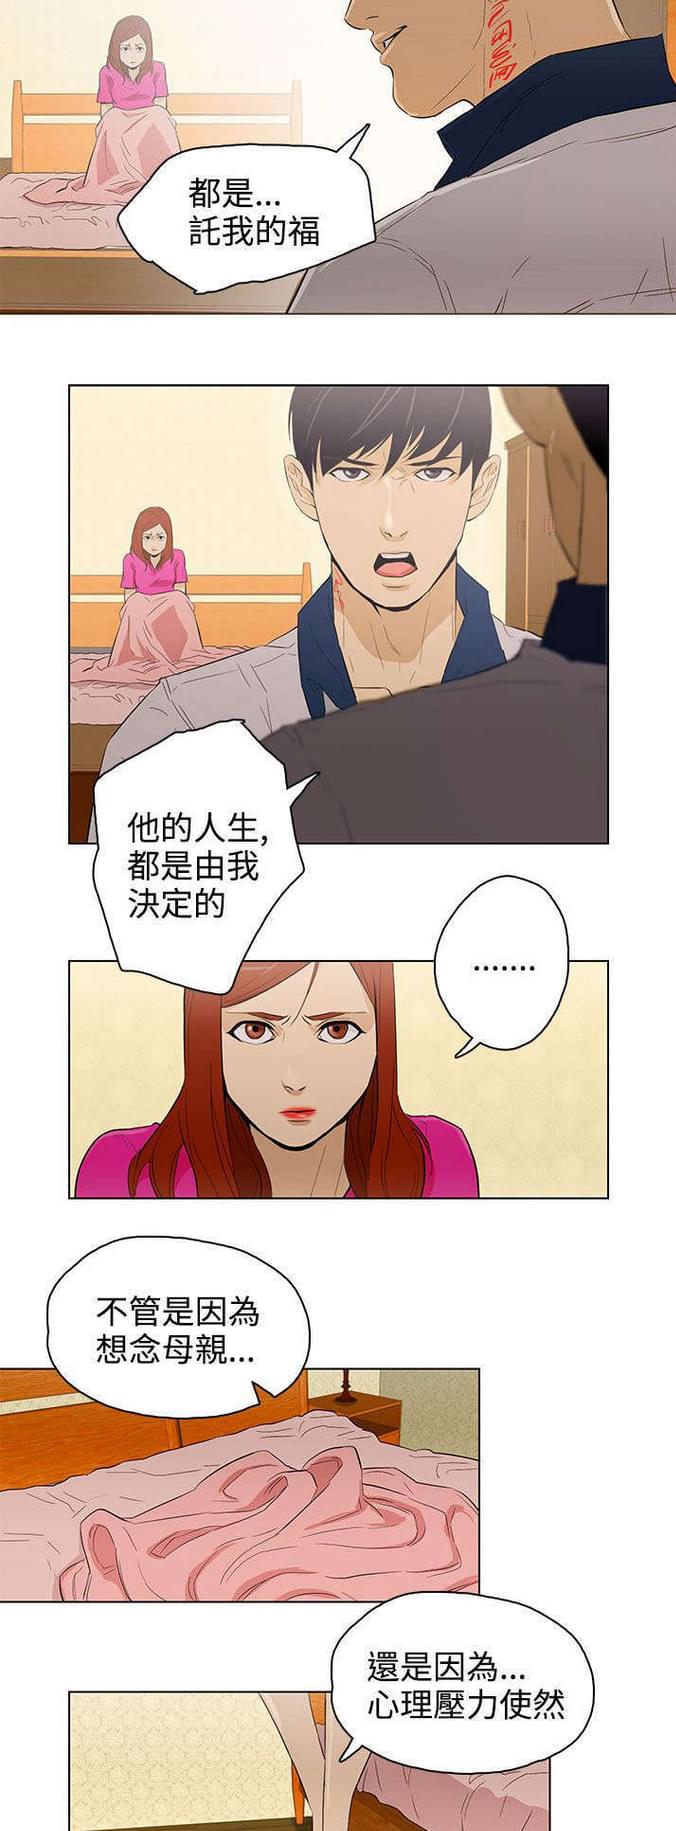 都是...
託我的福
他的人生,
都是由我
決定的
.......
不管是因為
想念母親...
還是因為...
心理壓力使然